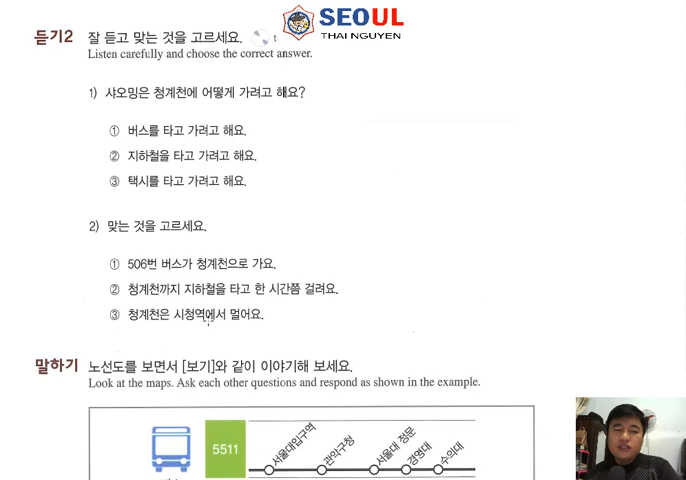 SEOUL
THAI NGUYEN
듣기2 잘 듣고 맞는 것을 고르세요.
Listen carefully and choose the correct answer.
1) 샤오밍은 청계천에 어떻게 가려고 해요?
① 버스를 타고 가려고 해요.
② 지하철을 타고 가려고 해요.
③ 택시를 타고 가려고 해요.
2) 맞는 것을 고르세요.
① 506번 버스가 청계천으로 가요.
② 청계천까지 지하철을 타고 한 시간쯤 걸려요.
③ 청계천은 시청역에서 멀어요.
말하기 노선도를 보면서 [보기]와 같이 이야기해 보세요.
Look at the maps. Ask each other questions and respond as shown in the example.
5511
서울대입구역
관악구청
서울대 정문
경영대
수의대